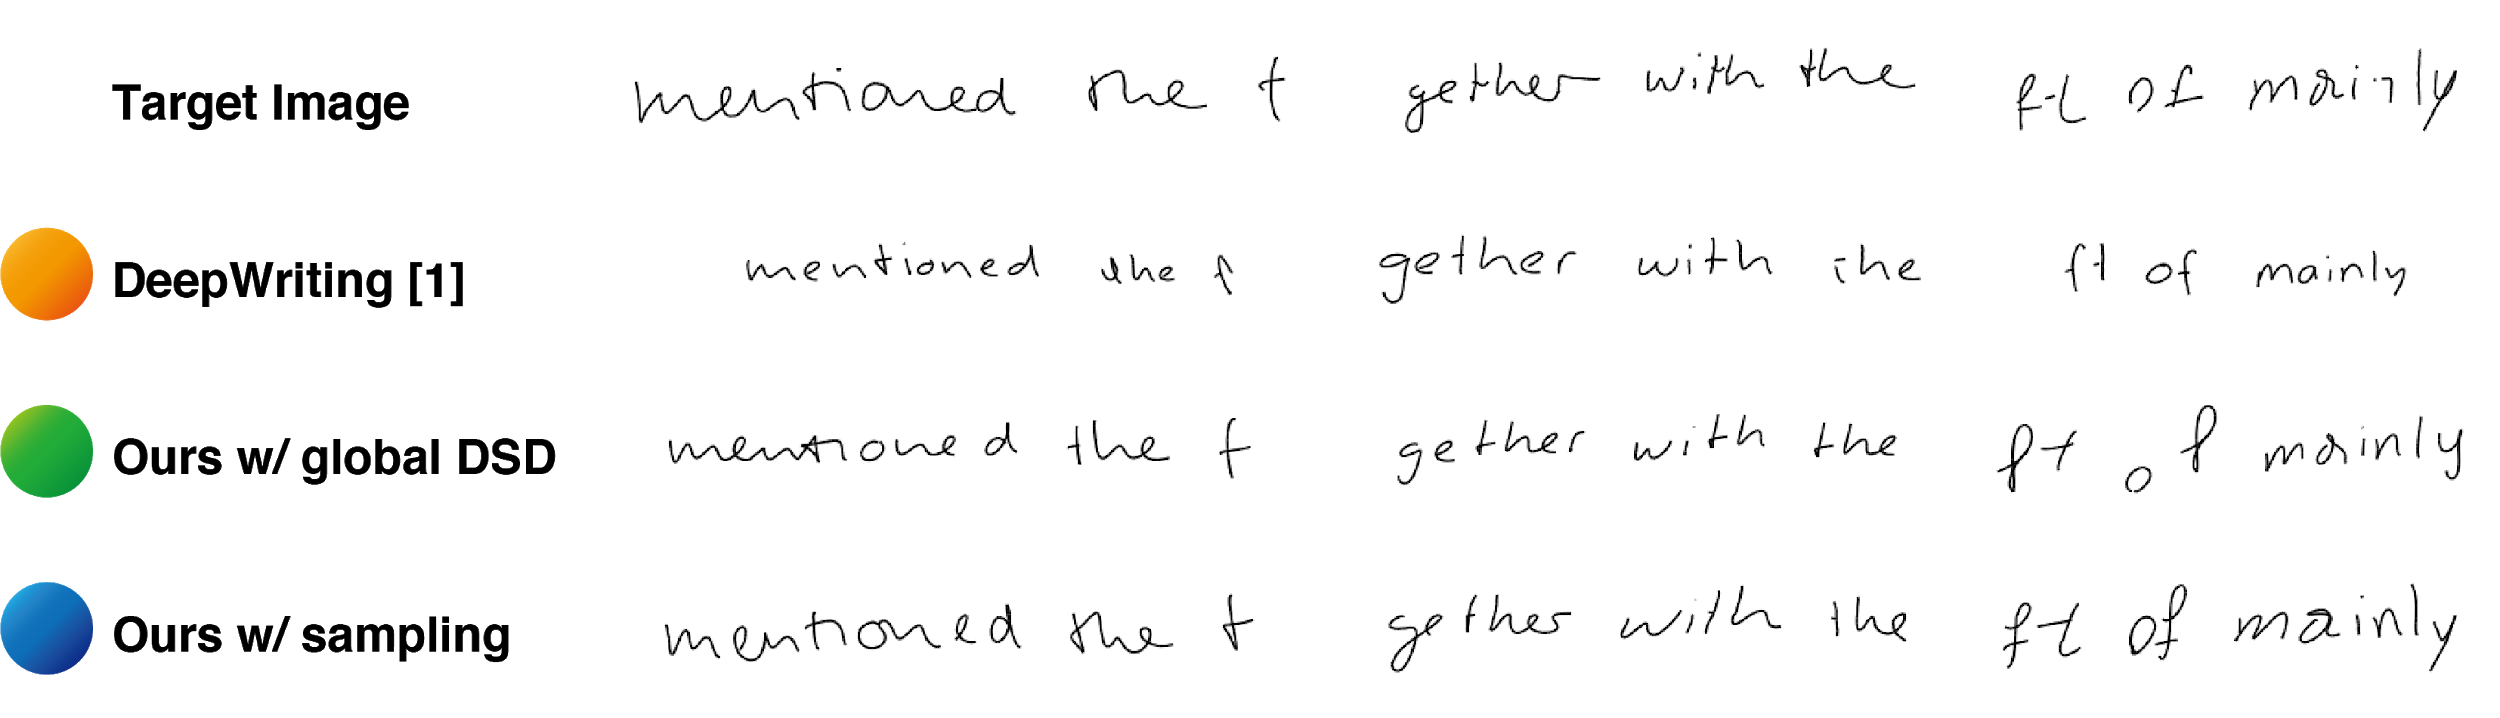 Target Image mentioned the t gether with the ft of mainly
DeepWriting [1] mentioned the f gether with the ft of mainly
Ours w/ global DSD mentioned the f gether with the ft of mainly
Ours w/ sampling mentioned the t gether with the ft of mainly